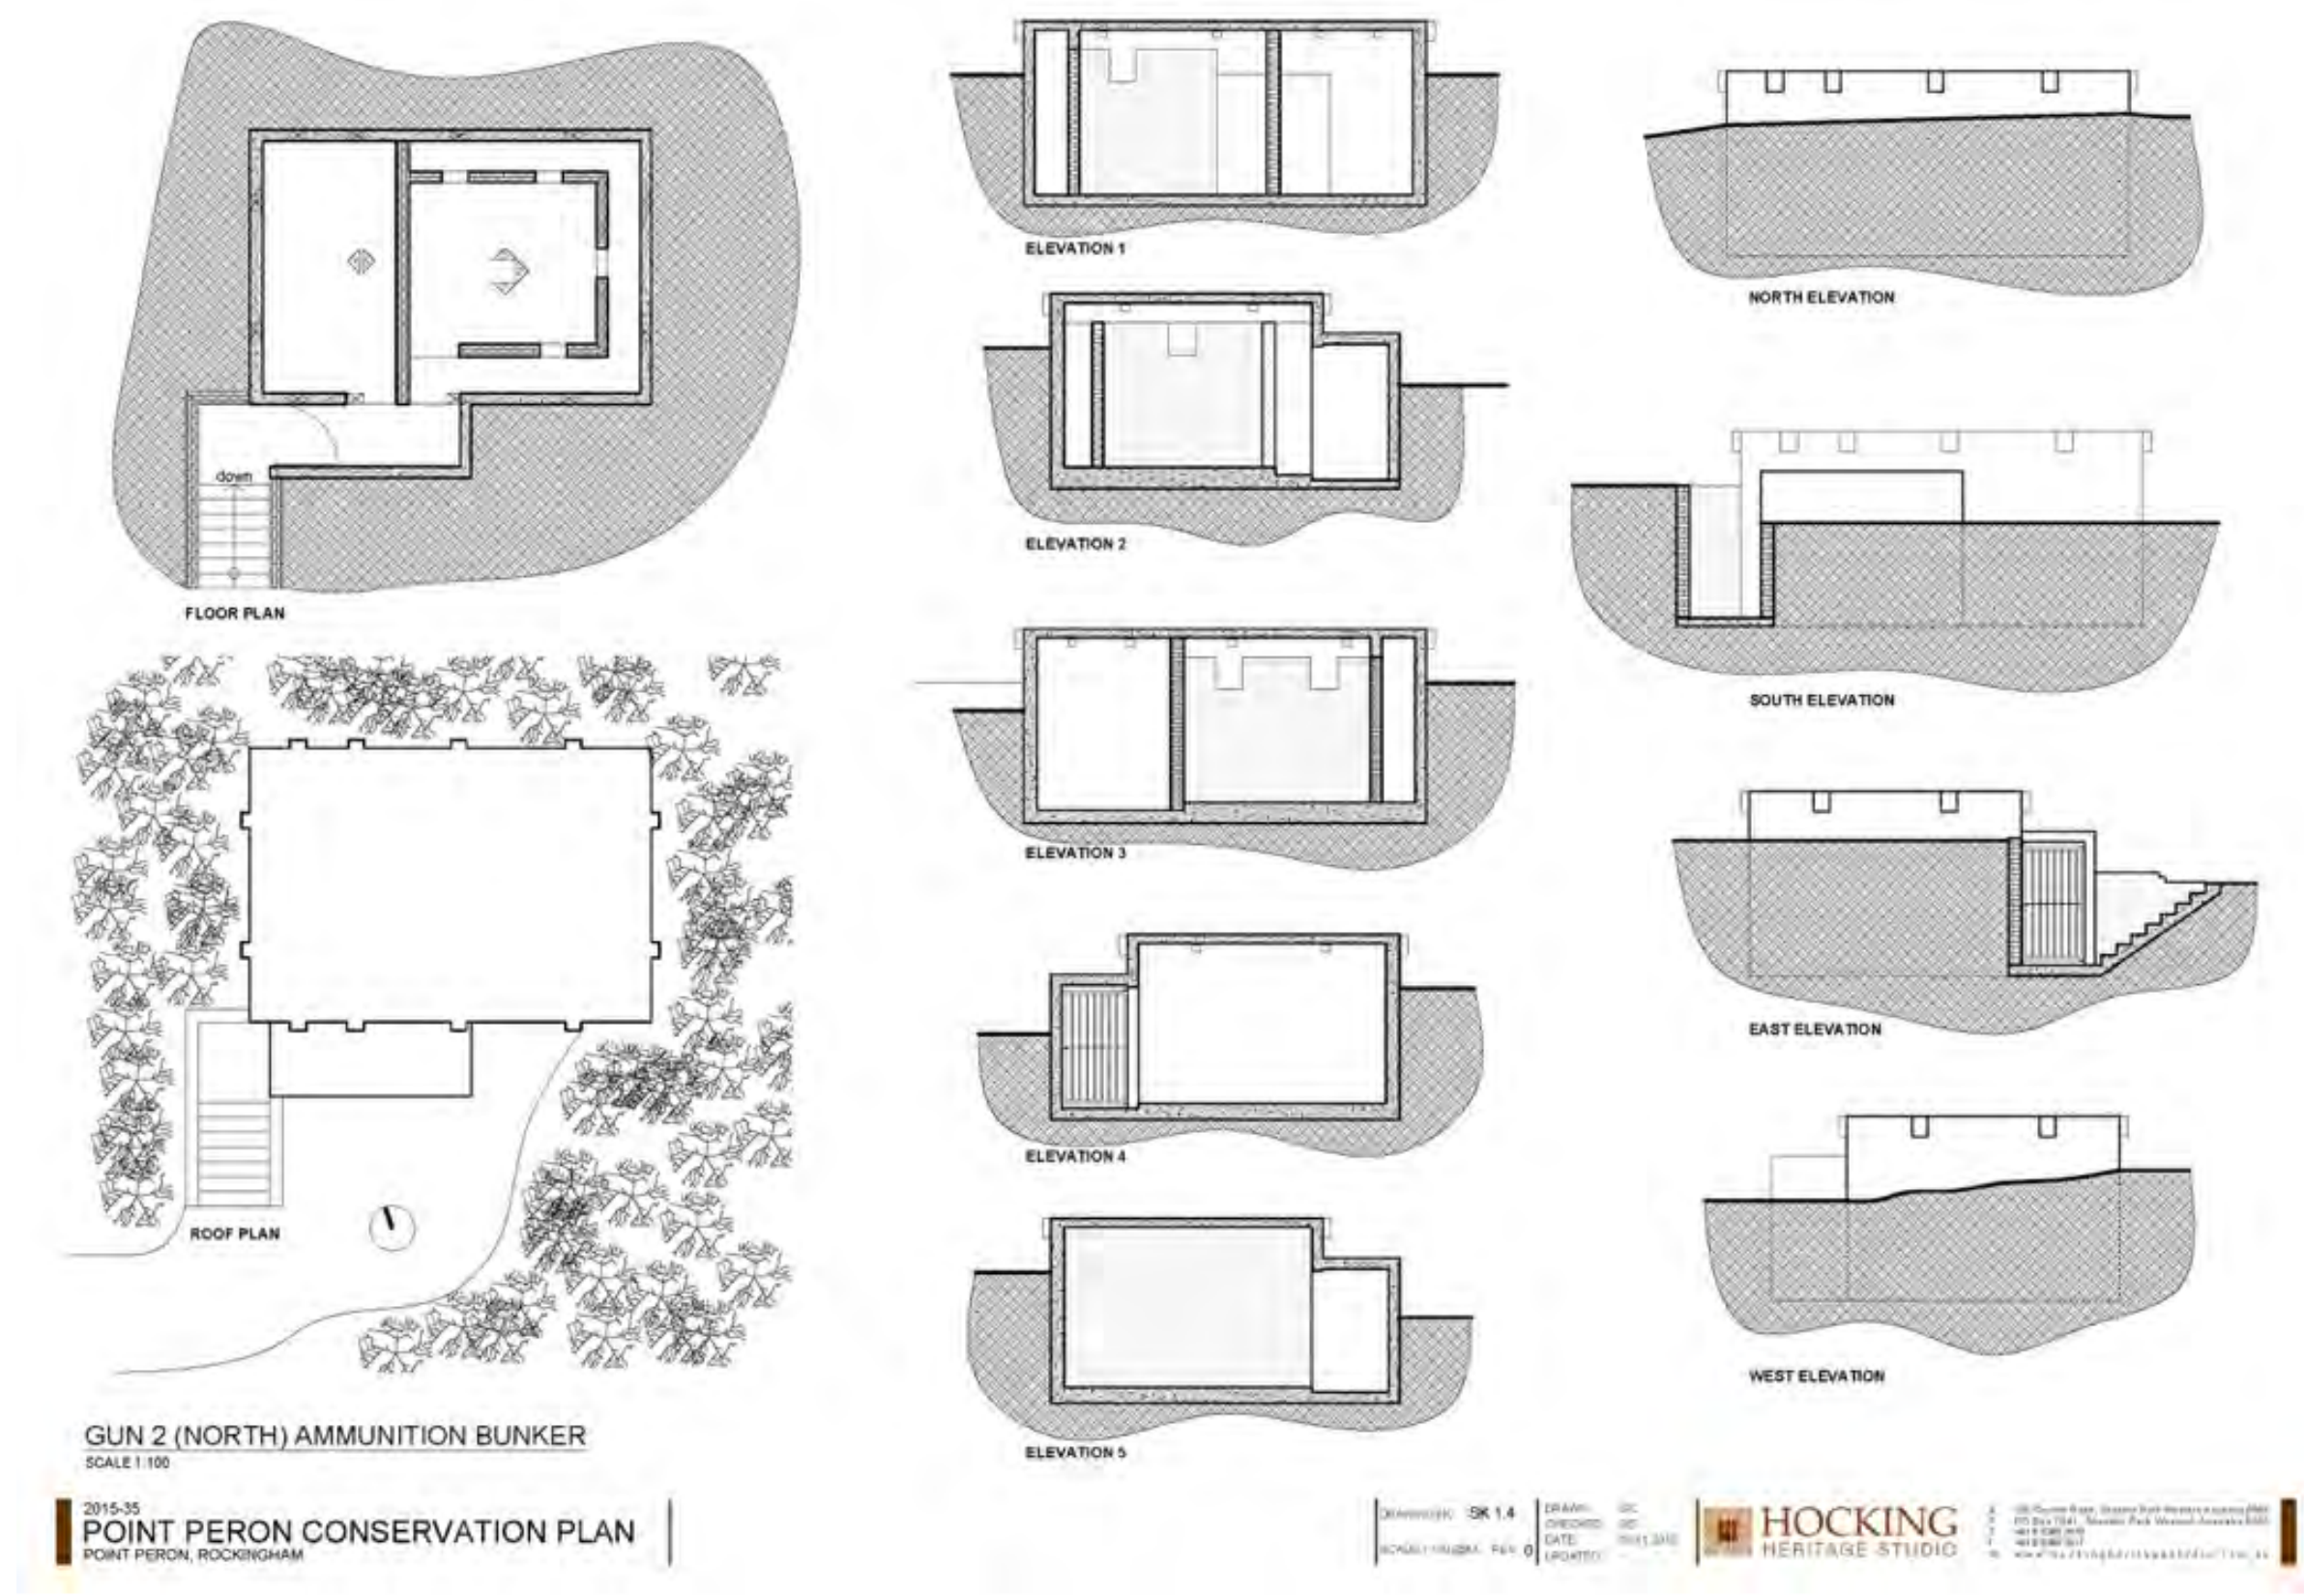 down
FLOOR PLAN
ROOF PLAN
GUN 2 (NORTH) AMMUNITION BUNKER
SCALE 1:100
ELEVATION 1
ELEVATION 2
ELEVATION 3
ELEVATION 4
ELEVATION 5
NORTH ELEVATION
SOUTH ELEVATION
EAST ELEVATION
WEST ELEVATION
2015-35
POINT PERON CONSERVATION PLAN
POINT PERON, ROCKINGHAM
SK 1.4
0
DRAWN:
CHECKED:
DATE:
UPDATED:
HOCKING
HERITAGE STUDIO